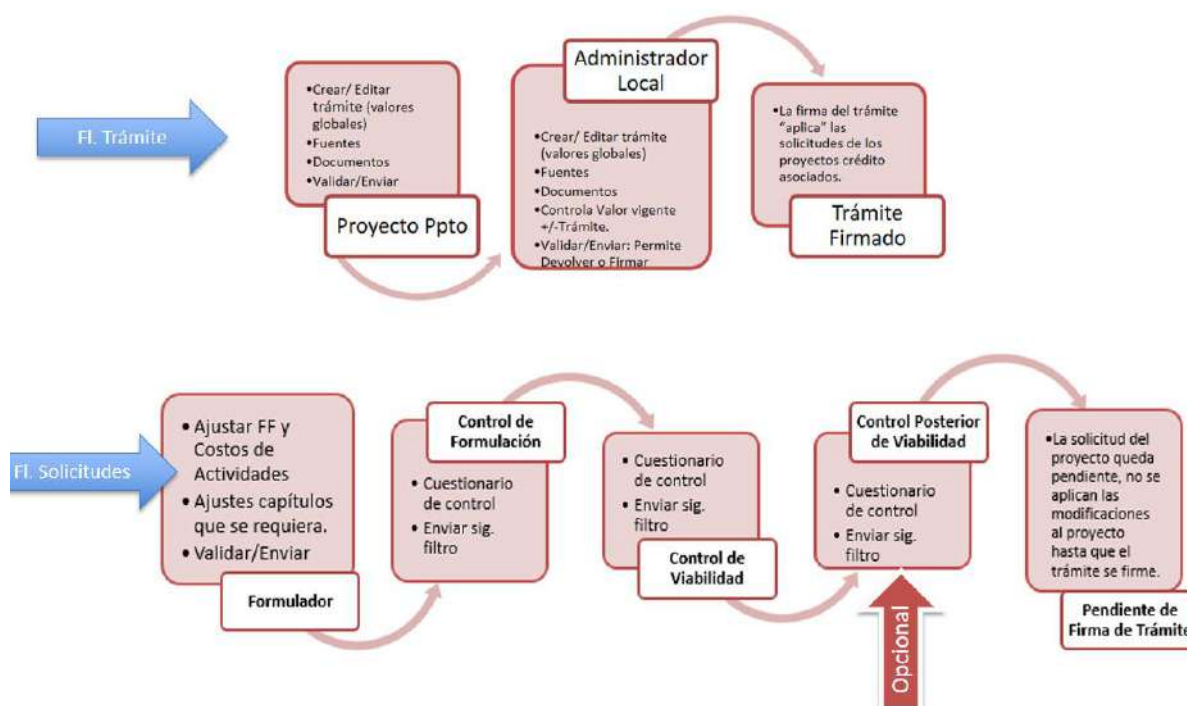 Fl. Trámite
•Crear/ Editar
trámite (valores
globales)
•Fuentes
•Documentos
•Validar/Enviar
Proyecto Ppto
Administrador
Local
•Crear/ Editar trámite
(valores globales)
•Fuentes
•Documentos
•Controla Valor vigente
+/-Trámite.
•Validar/Enviar: Permite
Devolver o Firmar
•La firma del trámite
"aplica" las
solicitudes de los
proyectos crédito
asociados.
Trámite
Firmado
Fl. Solicitudes
• Ajustar FF y
Costos de
Actividades
• Ajustes capítulos
que se requiera.
• Validar/Enviar
Formulador
Control de
Formulación
• Cuestionario
de control
• Enviar sig.
filtro
• Cuestionario
de control
• Enviar sig.
filtro
Control de
Viabilidad
Control Posterior
de Viabilidad
• Cuestionario
de control
• Enviar sig.
filtro
Opcional
•La solicitud del
proyecto queda
pendiente, no se
aplican las
modificaciones
al proyecto
hasta que el
trámite se firme.
Pendiente de
Firma de Trámite